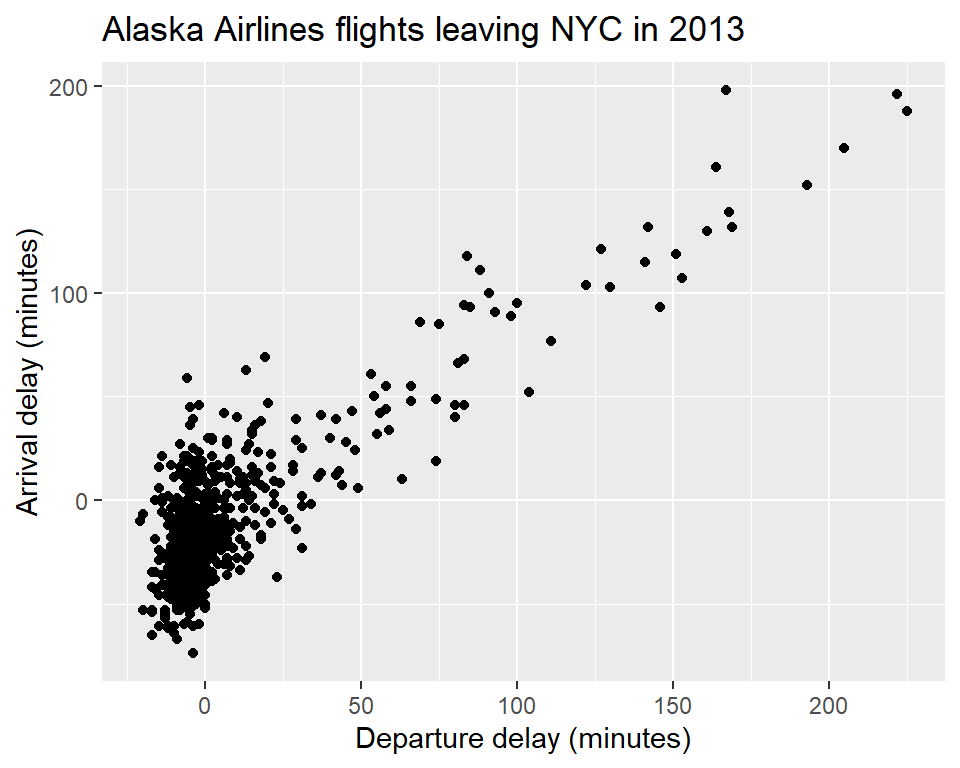 Alaska Airlines flights leaving NYC in 2013
200
100
0
Arrival delay (minutes)
0 50 100 150 200
Departure delay (minutes)